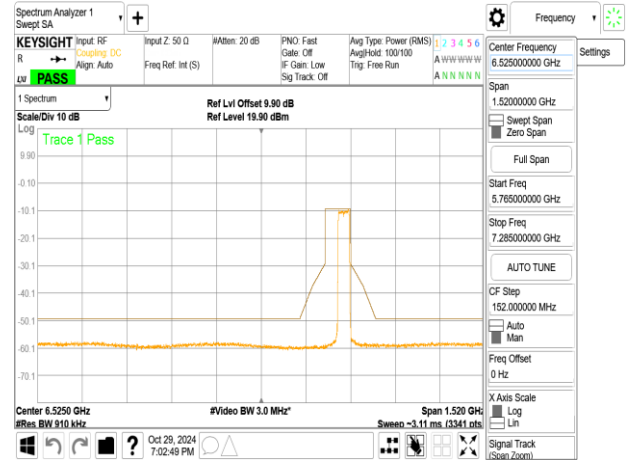 Spectrum Analyzer 1
Swept SA
Frequency
KEYSIGHT
R
LXI PASS
Input: RF
Coupling: DC
Align: Auto
Input Z: 50 Ω
Freq Ref: Int (S)
#Atten: 20 dB
PNO: Fast
Gate: Off
IF Gain: Low
Sig Track: Off
Avg Type: Power (RMS)
Avg|Hold: 100/100
Trig: Free Run
1 2 3 4 5 6
A W W W W W
A N N N N N
Center Frequency
6.525000000 GHz
Settings
Span
1.52000000 GHz
Swept Span
Zero Span
Full Span
Start Freq
5.765000000 GHz
Stop Freq
7.285000000 GHz
AUTO TUNE
CF Step
152.000000 MHz
Auto
Man
Freq Offset
0 Hz
X Axis Scale
Log
Lin
Signal Track
(Span Zoom)
1 Spectrum
Scale/Div 10 dB
Ref Lvl Offset 9.90 dB
Ref Level 19.90 dBm
Log
Trace 1 Pass
9.90
-0.10
-10.1
-20.1
-30.1
-40.1
-50.1
-60.1
-70.1
Center 6.5250 GHz
#Video BW 3.0 MHz*
Span 1.520 GHz
#Res BW 910 kHz
Sweep ~3.11 ms (3341 pts
Oct 29, 2024
7:02:49 PM